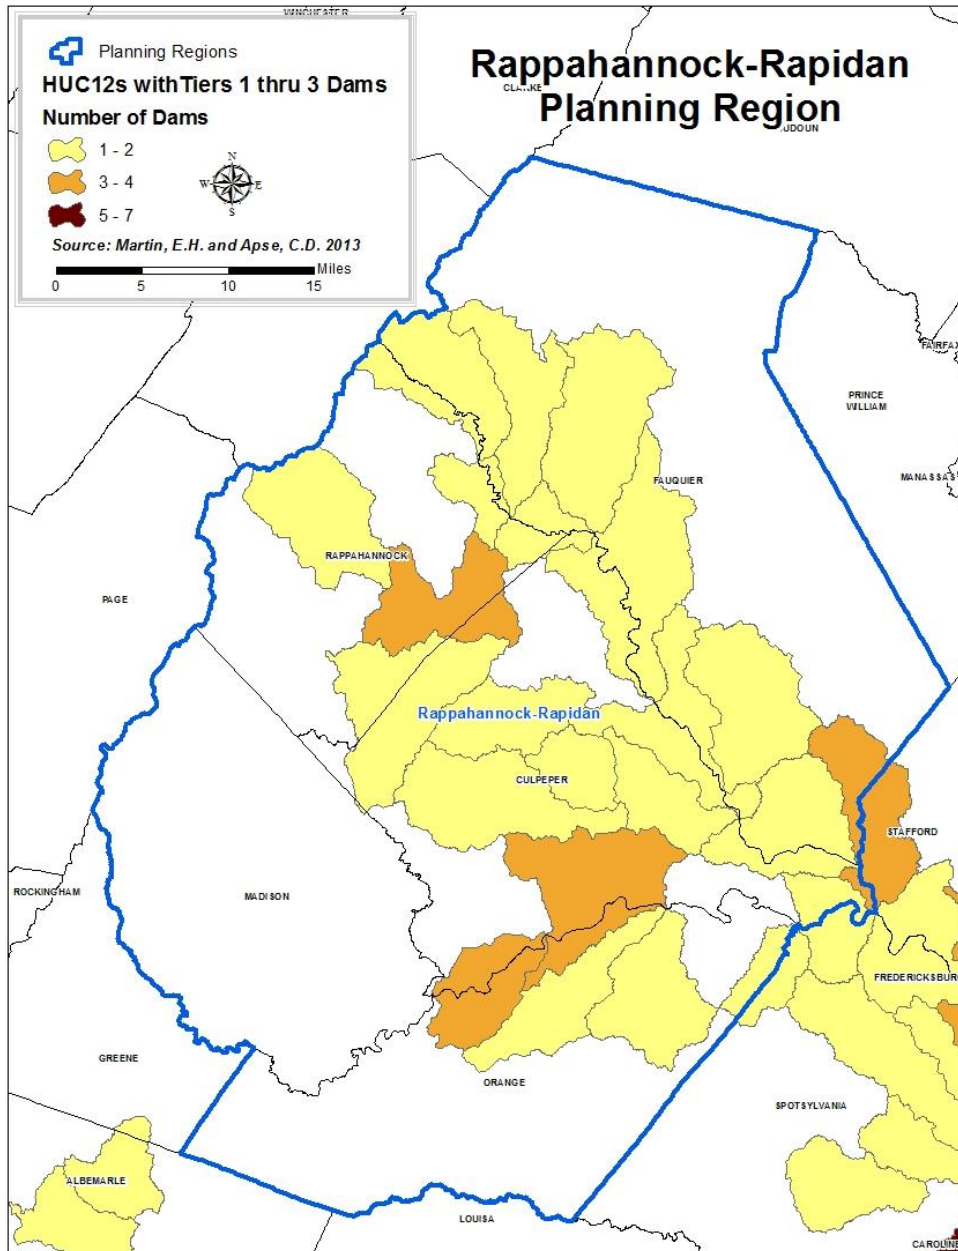 WINCHESTER
Planning Regions
HUC12s with Tiers 1 thru 3 Dams
Number of Dams
1 - 2
3 - 4
5 - 7
N
W E
S
Source: Martin, E.H. and Apse, C.D. 2013
Miles
0 5 10 15
Rappahannock-Rapidan
Planning Region
CLARKE
FAIRFAX
PRINCE
WILLIAM
MANASSAS
FAUQUIER
RAPPAHANNOCK
PAGE
Rappahannock-Rapidan
CULPEPER
STAFFORD
ROCKINGHAM
MADISON
FREDERICKSBURG
GREENE
ORANGE
SPOTSYLVANIA
ALBEMARLE
LOUISA
CAROLINE